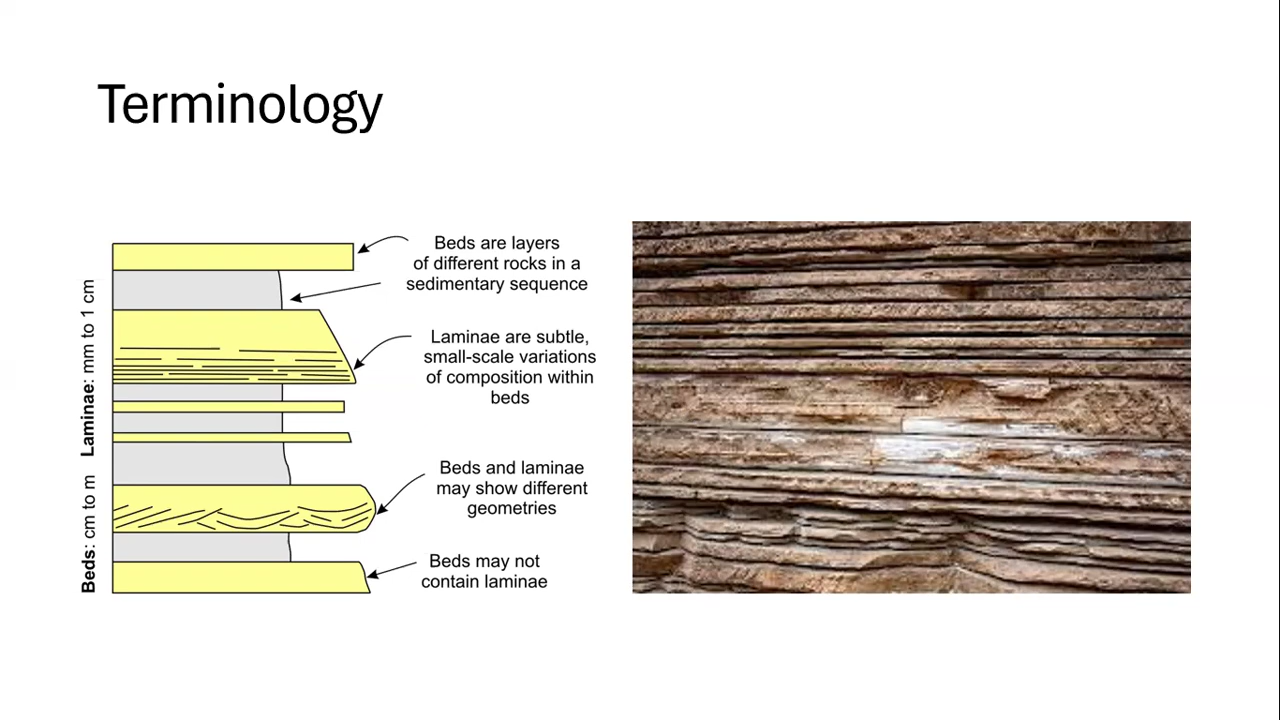 Terminology
Beds: cm to m    Laminae: mm to 1 cm
Beds are layers
of different rocks in a
sedimentary sequence
Laminae are subtle,
small-scale variations
of composition within
beds
Beds and laminae
may show different
geometries
Beds may not
contain laminae